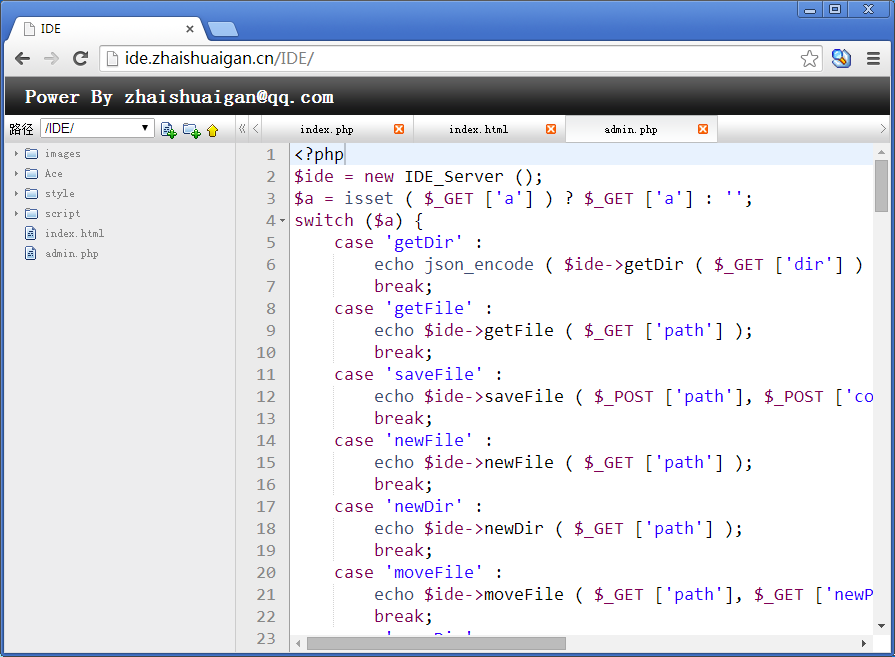 IDE
ide.zhaishuaigan.cn/IDE/
Power By zhaishuaigan@qq.com
路径 /IDE/
index.php index.html admin.php
images
Ace
style
script
index.html
admin.php
1 <?php
2 $ide = new IDE_Server ();
3 $a = isset ( $_GET ['a'] ) ? $_GET ['a'] : '';
4 switch ($a) {
5 case 'getDir' :
6 echo json_encode ( $ide->getDir ( $_GET ['dir'] )
7 break;
8 case 'getFile' :
9 echo $ide->getFile ( $_GET ['path'] );
10 break;
11 case 'saveFile' :
12 echo $ide->saveFile ( $_POST ['path'], $_POST ['co
13 break;
14 case 'newFile' :
15 echo $ide->newFile ( $_GET ['path'] );
16 break;
17 case 'newDir' :
18 echo $ide->newDir ( $_GET ['path'] );
19 break;
20 case 'moveFile' :
21 echo $ide->moveFile ( $_GET ['path'], $_GET ['newP
22 break;
23